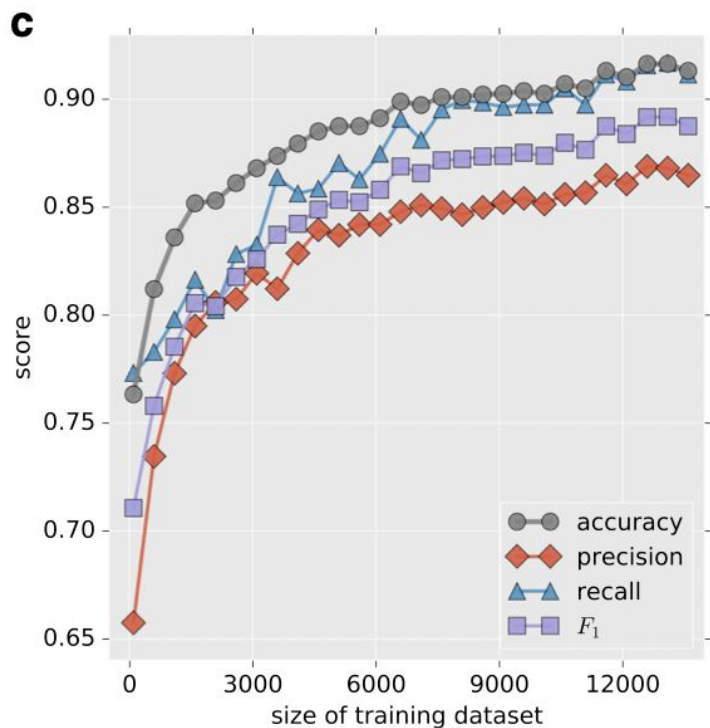 c
0.90
0.85
0.80
0.75
0.70
0.65
score
0 3000 6000 9000 12000
size of training dataset
accuracy
precision
recall
F₁